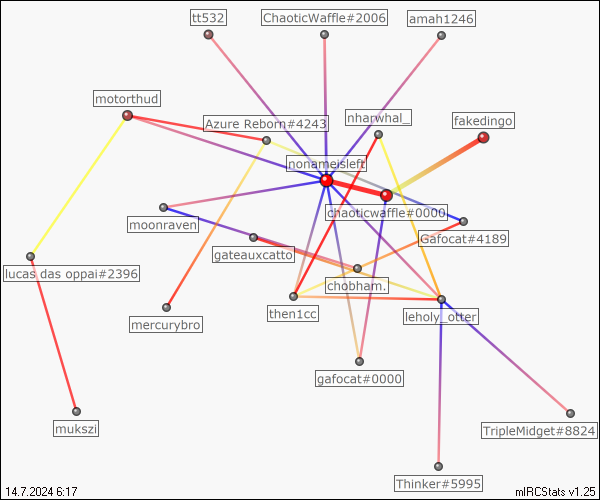 tt532
ChaoticWaffle#2006
amah1246
motorthud
Azure Reborn#4243
nharwhal_
fakedingo
nonameisleft
chaoticwaffle#0000
moonraven
Gafocat#4189
gateauxcatto
lucas das oppai#2396
chobham.
mercurybro
then1cc
leholy_otter
gafocat#0000
mukszi
TripleMidget#8824
Thinker#5995
14.7.2024 6:17
mIRCStats v1.25